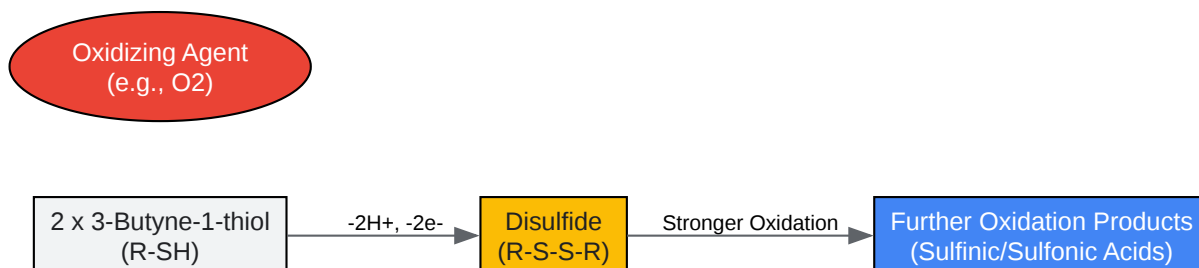 Oxidizing Agent
(e.g., O2)
2 x 3-Butyne-1-thiol
(R-SH)
-2H+, -2e-
Disulfide
(R-S-S-R)
Stronger Oxidation
Further Oxidation Products
(Sulfinic/Sulfonic Acids)